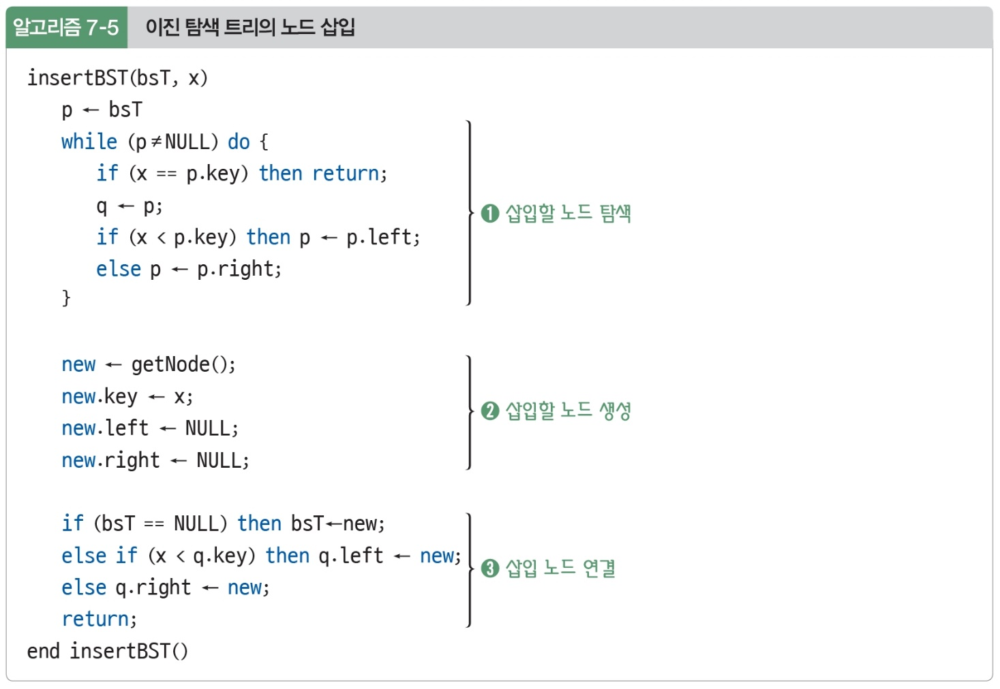 알고리즘 7-5 이진 탐색 트리의 노드 삽입
insertBST(bsT, x)
p ← bsT
while (p≠NULL) do {
if (x == p.key) then return;
q ← p;
if (x < p.key) then p ← p.left;
else p ← p.right;
}
❶ 삽입할 노드 탐색
new ← getNode();
new.key ← x;
new.left ← NULL;
new.right ← NULL;
❷ 삽입할 노드 생성
if (bsT == NULL) then bsT←new;
else if (x < q.key) then q.left ← new;
else q.right ← new;
return;
❸ 삽입 노드 연결
end insertBST()